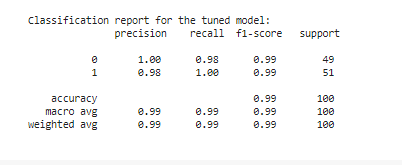 Classification report for the tuned model:
precision recall f1-score support
0 1.00 0.98 0.99 49
1 0.98 1.00 0.99 51
accuracy 0.99 100
macro avg 0.99 0.99 0.99 100
weighted avg 0.99 0.99 0.99 100